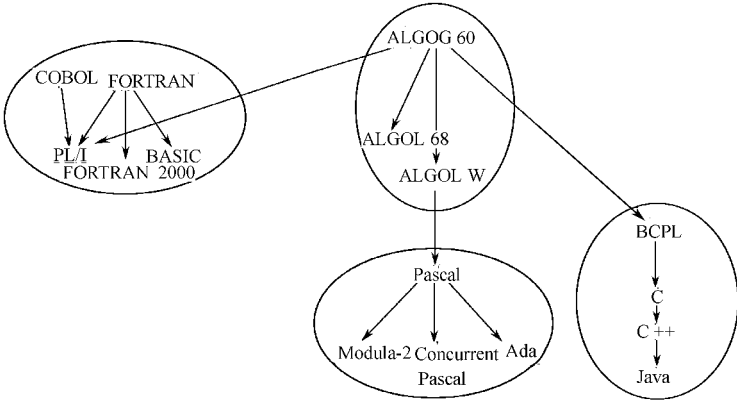 ALGOG 60
COBOL FORTRAN
ALGOL 68
PL/I BASIC
FORTRAN 2000
ALGOL W
BCPL
Pascal
C
C ++
Modula-2 Concurrent Ada
Pascal
Java